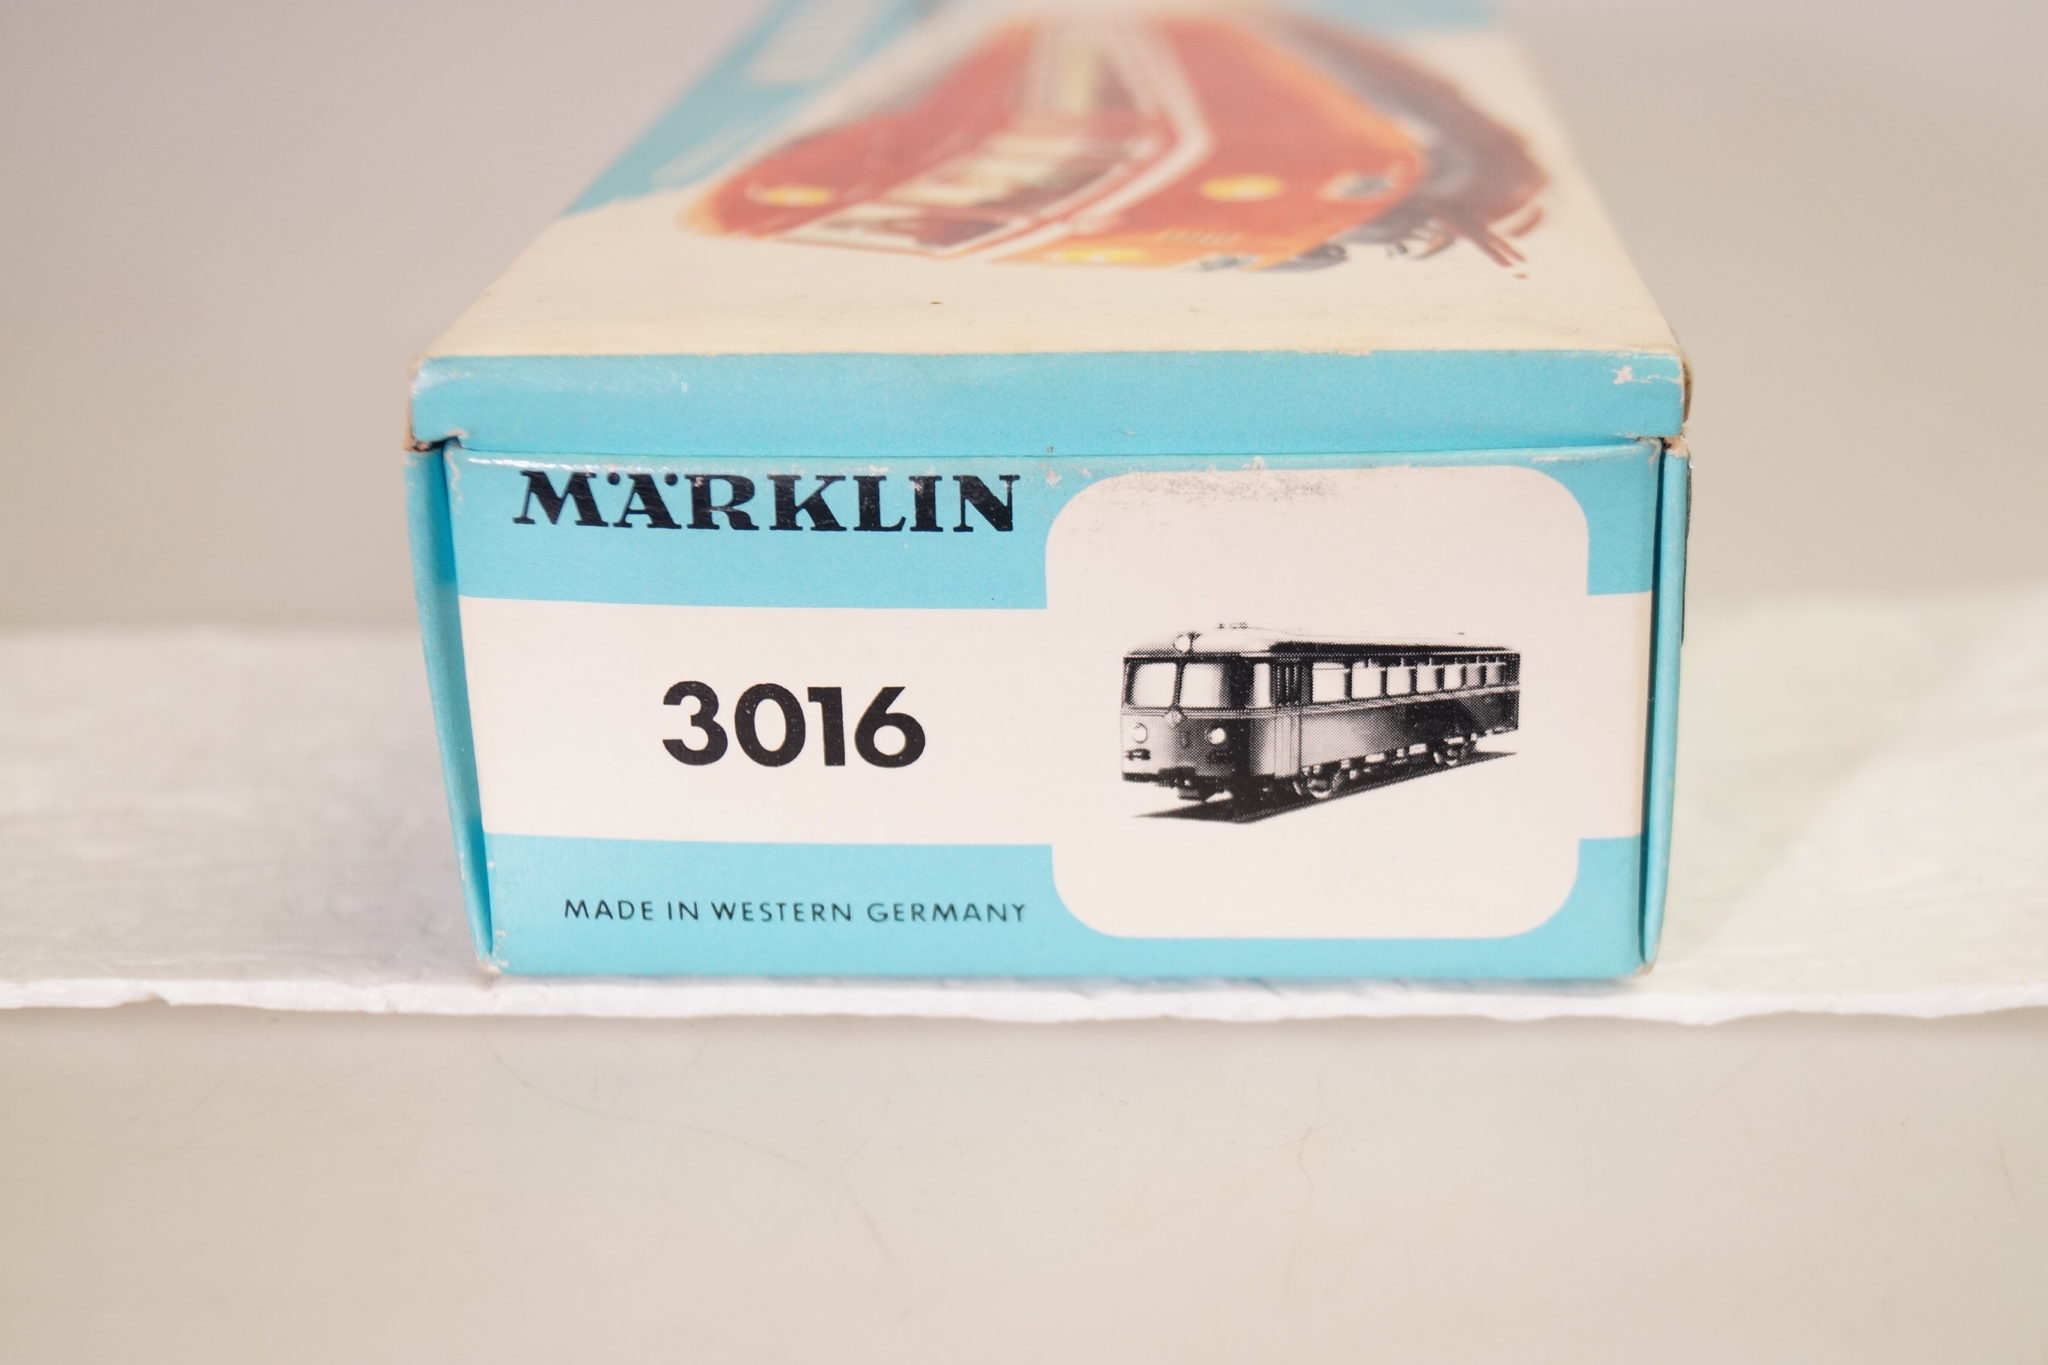 MÄRKLIN
3016
MADE IN WESTERN GERMANY